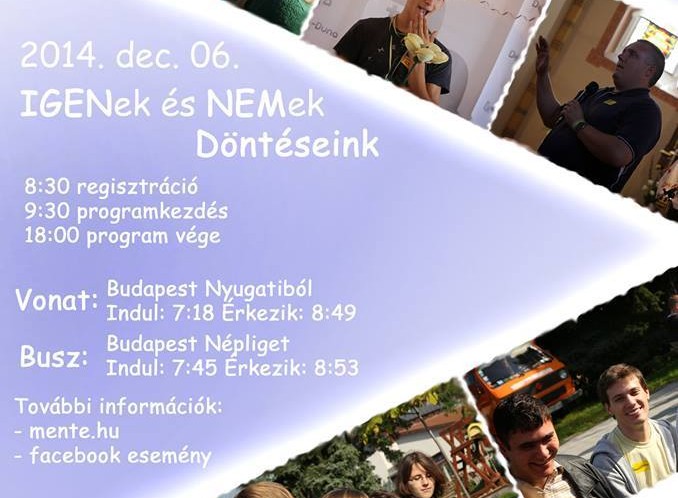 2014. dec. 06.
IGENek és NEMek
Döntéseink
8:30 regisztráció
9:30 programkezdés
18:00 program vége
Vonat: Budapest Nyugatiból
Indul: 7:18 Érkezik: 8:49
Busz: Budapest Népliget
Indul: 7:45 Érkezik: 8:53
További információk:
- mente.hu
- facebook esemény